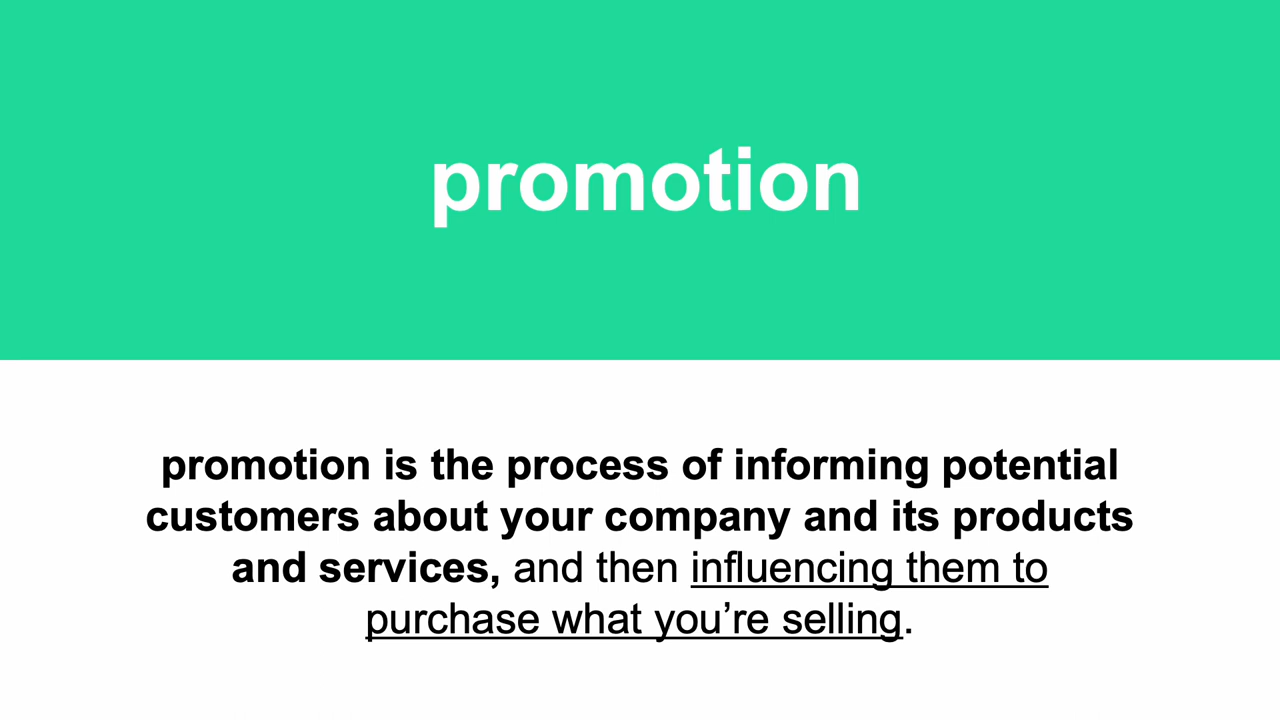 promotion
promotion is the process of informing potential
customers about your company and its products
and services, and then influencing them to
purchase what you’re selling.